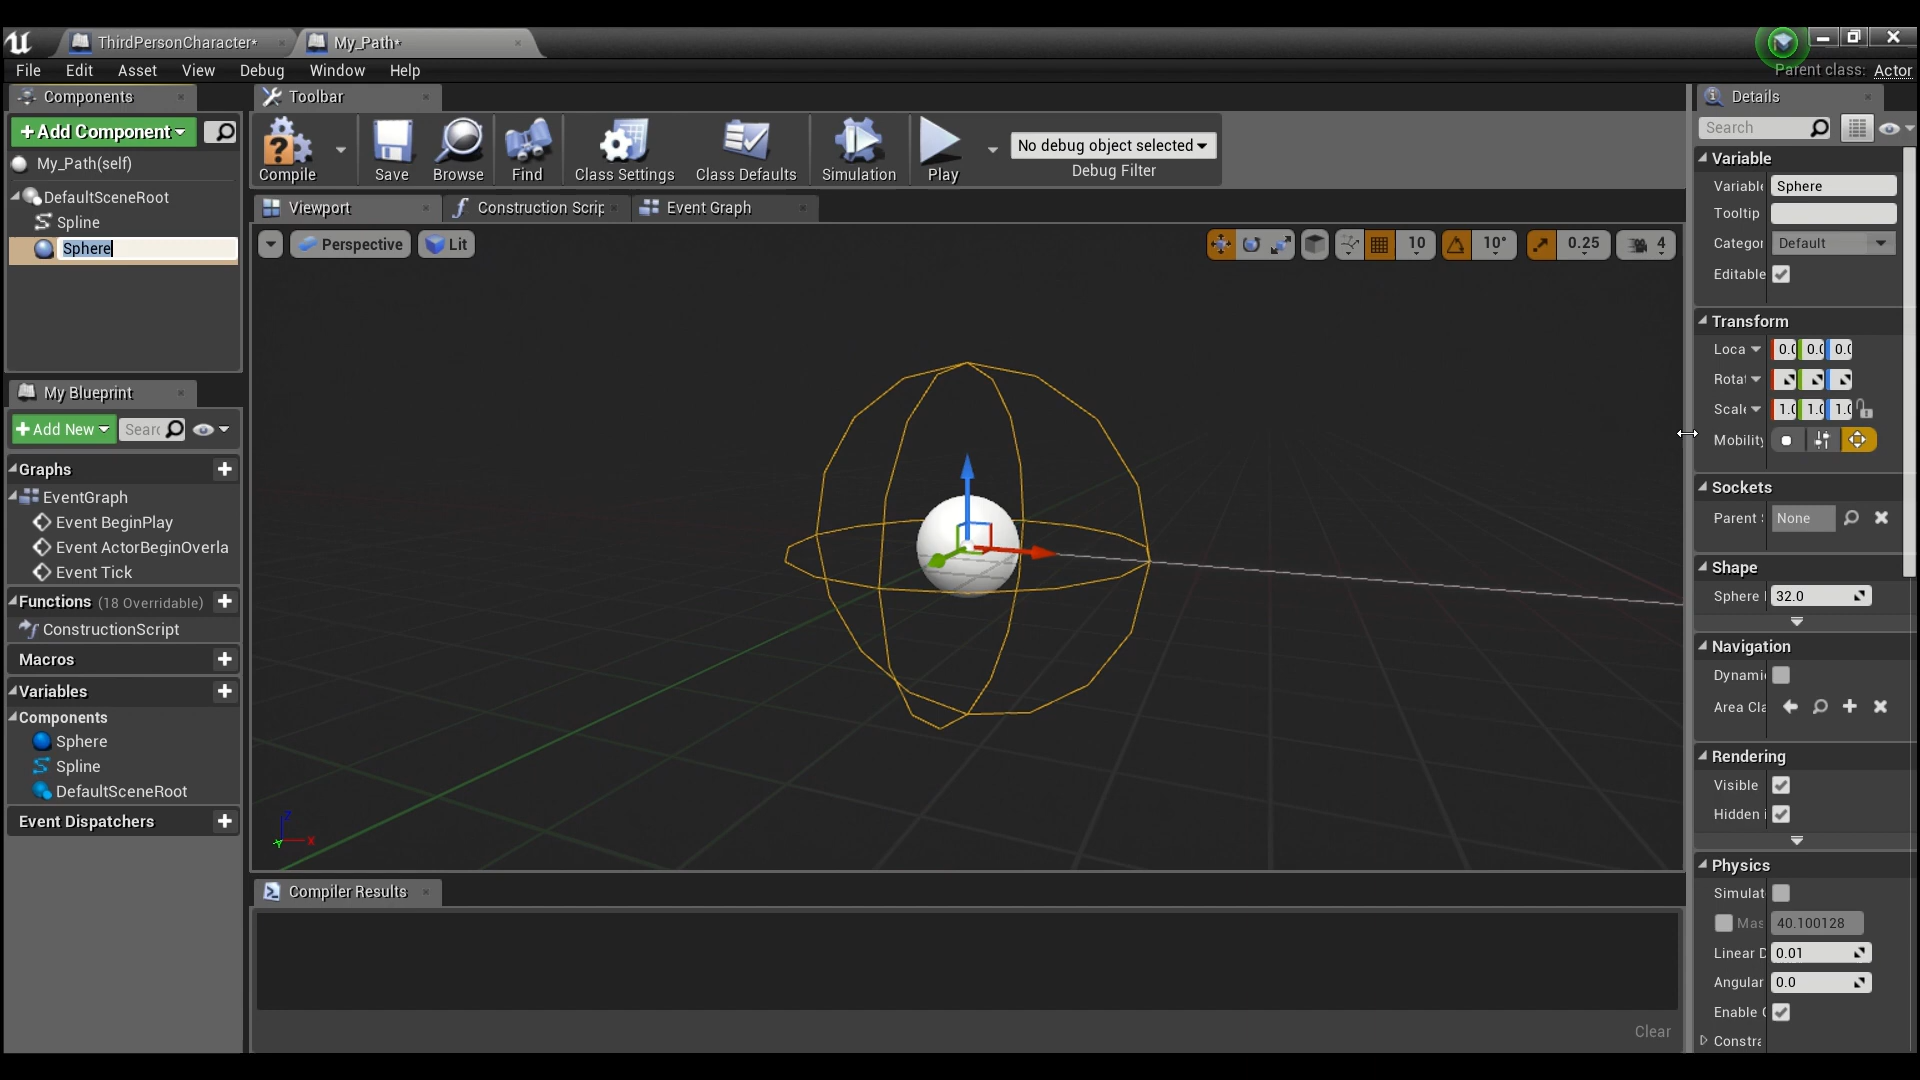 ThirdPersonCharacter*
My_Path*
File Edit Asset View Debug Window Help
Parent class: Actor
Components
+Add Component
My_Path(self)
DefaultSceneRoot
Spline
Sphere
My Blueprint
+Add New
Searc
Graphs
EventGraph
Event BeginPlay
Event ActorBeginOverla
Event Tick
Functions (18 Overridable)
ConstructionScript
Macros
Variables
Components
Sphere
Spline
DefaultSceneRoot
Event Dispatchers
Toolbar
Compile
Save
Browse
Find
Class Settings
Class Defaults
Simulation
Play
No debug object selected
Debug Filter
Viewport
Construction Scrip
Event Graph
Perspective
Lit
10
10°
0.25
4
Z
X
Y
Compiler Results
Clear
Details
Search
Variable
Variable Sphere
Tooltip
Categor Default
Editable
Transform
Loca 0.0 0.0 0.0
Rotat
Scale 1.0 1.0 1.0
Mobility
Sockets
Parent S None
Shape
Sphere 32.0
Navigation
Dynami
Area Cla
Rendering
Visible
Hidden i
Physics
Simulat
Mas 40.100128
Linear D 0.01
Angular 0.0
Enable G
Constra